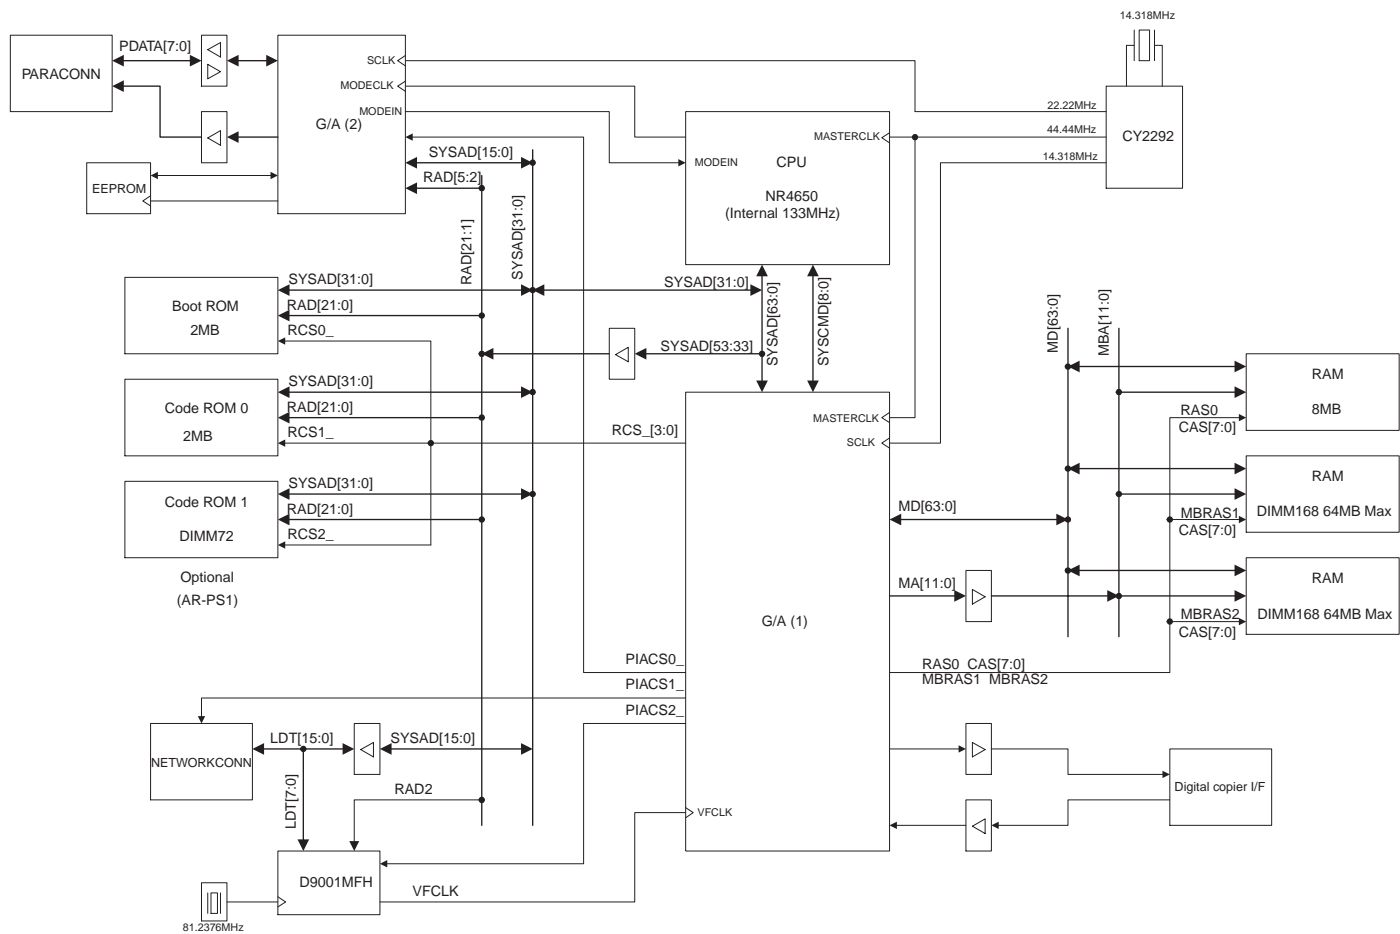 14.318MHz
PDATA[7:0]
PARACONN
SCLK
MODECLK
MODEIN
G/A (2)
SYSAD[15:0]
RAD[5:2]
EEPROM
22.22MHz
44.44MHz
14.318MHz
CY2292
MASTERCLK
MODEIN
CPU
NR4650
(Internal 133MHz)
RAD[21:1]
SYSAD[31:0]
SYSAD[31:0]
SYSAD[63:0]
SYSCMD[8:0]
SYSAD[53:33]
Boot ROM
2MB
SYSAD[31:0]
RAD[21:0]
RCS0_
Code ROM 0
2MB
SYSAD[31:0]
RAD[21:0]
RCS1_
Code ROM 1
DIMM72
SYSAD[31:0]
RAD[21:0]
RCS2_
Optional
(AR-PS1)
RCS_[3:0]
MASTERCLK
SCLK
G/A (1)
MD[63:0]
MBA[11:0]
RAM
8MB
RAS0
CAS[7:0]
RAM
DIMM168 64MB Max
MBRAS1
CAS[7:0]
MD[63:0]
RAM
DIMM168 64MB Max
MA[11:0]
MBRAS2
CAS[7:0]
PIACS0_
PIACS1_
PIACS2_
RAS0 CAS[7:0]
MBRAS1 MBRAS2
NETWORKCONN
LDT[15:0]
SYSAD[15:0]
LDT[7:0]
RAD2
VFCLK
Digital copier I/F
D9001MFH
VFCLK
81.2376MHz